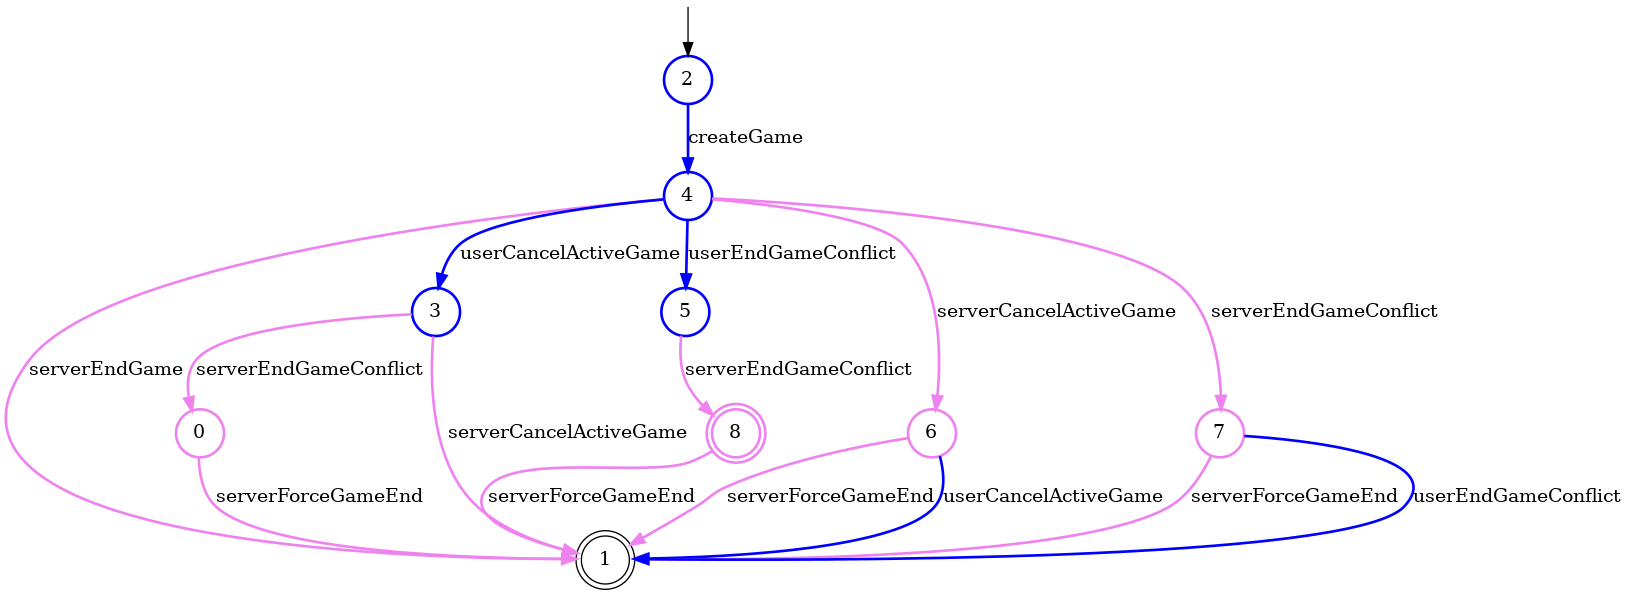 2
createGame
4
userCancelActiveGame
userEndGameConflict
3
5
serverCancelActiveGame
serverEndGameConflict
serverEndGame
serverEndGameConflict
serverEndGameConflict
0
serverCancelActiveGame
8
6
7
serverForceGameEnd
serverForceGameEnd
serverForceGameEnd
userCancelActiveGame
serverForceGameEnd
userEndGameConflict
1